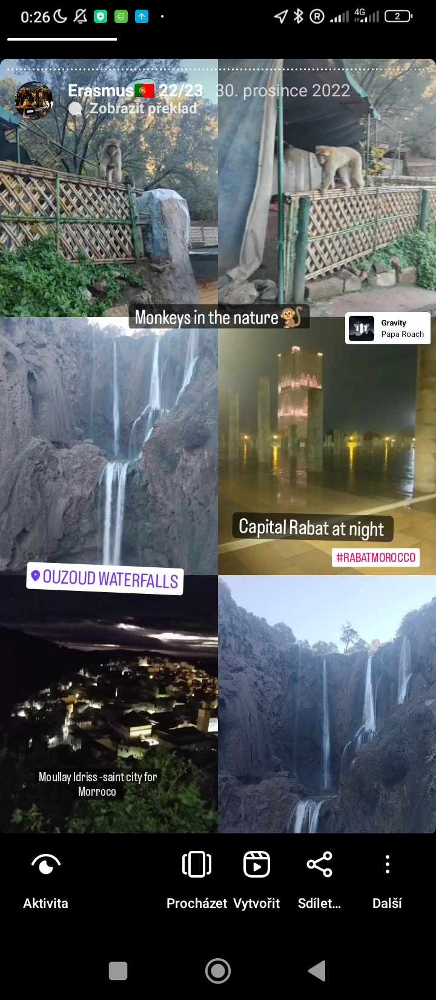 0:26
4G
2
Erasmus🇵🇹 22/23 30. prosince 2022
Zobrazit překlad
Monkeys in the nature🐒
Gravity
Papa Roach
Capital Rabat at night
#RABATMOROCCO
OUZOUD WATERFALLS
Moullay Idriss -saint city for
Morroco
Aktivita
Procházet
Vytvořit
Sdílet...
Další